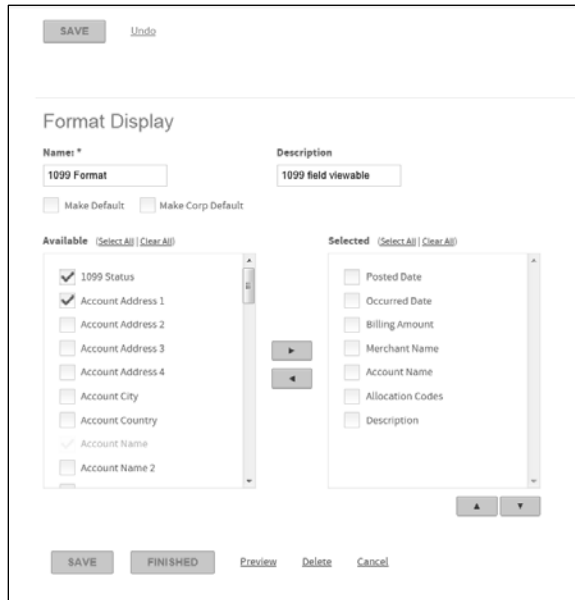 SAVE Undo
Format Display
Name: * Description
1099 Format 1099 field viewable
Make Default Make Corp Default
Available (Select All | Clear All) Selected (Select All | Clear All)
1099 Status Posted Date
Account Address 1 Occurred Date
Account Address 2 Billing Amount
Account Address 3 Merchant Name
Account Address 4 Account Name
Account City Allocation Codes
Account Country Description
Account Name
Account Name 2
SAVE FINISHED Preview Delete Cancel